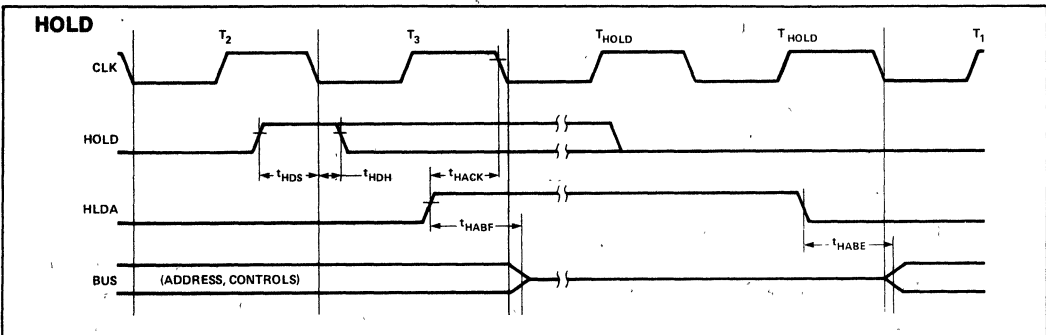 HOLD
T2 T3 THOLD THOLD T1
CLK
HOLD
tHDS tHDH tHACK
HLDA
tHABF tHABE
BUS (ADDRESS, CONTROLS)